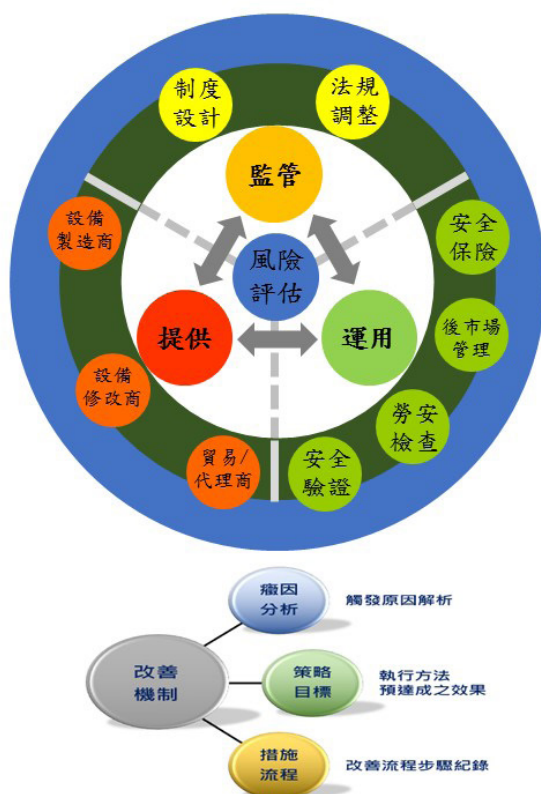 制度
設計
法規
調整
監管
設備
製造商
安全
保險
風險
評估
提供
運用
後市場
管理
設備
修改商
勞安
檢查
貿易/
代理商
安全
驗證
癥因
分析
觸發原因解析
改善
機制
策略
目標
執行方法
預達成之效果
措施
流程
改善流程步驟紀錄